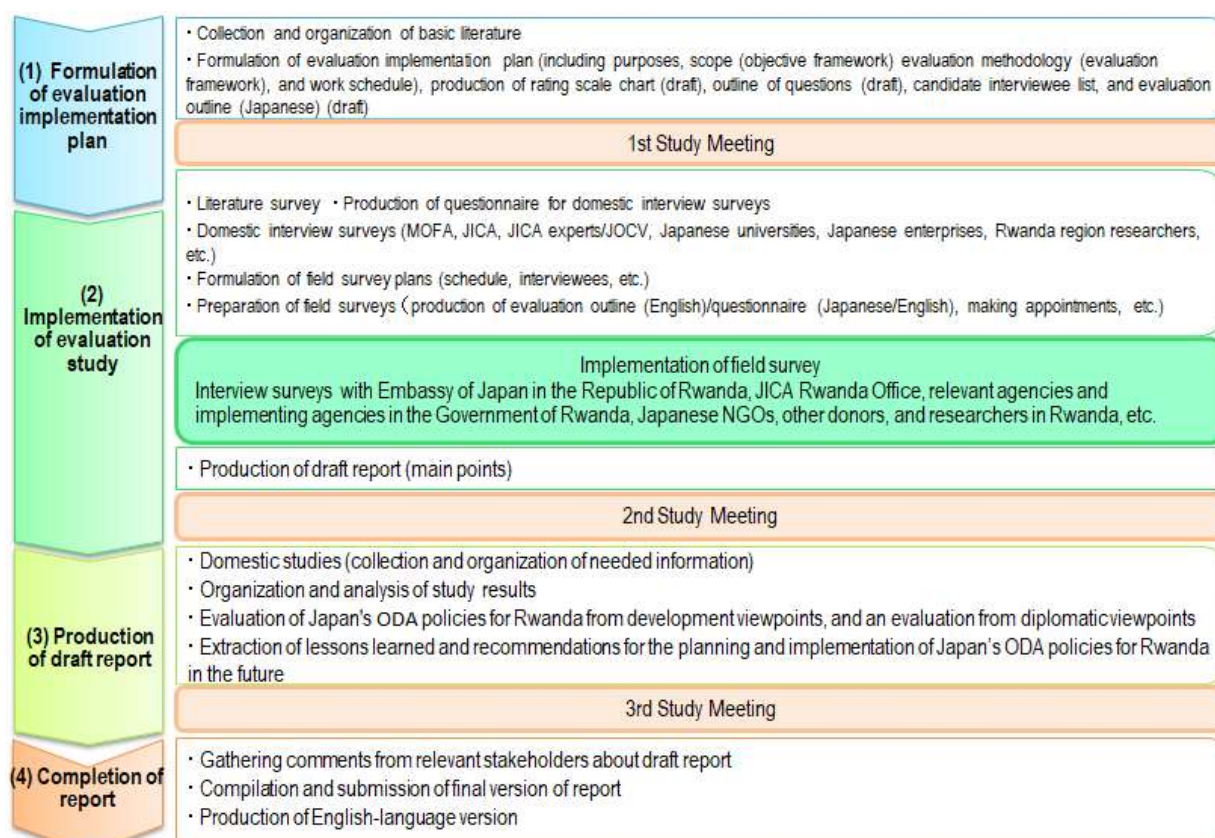 (1) Formulation
of evaluation
implementation
plan
・Collection and organization of basic literature
・Formulation of evaluation implementation plan (including purposes, scope (objective framework) evaluation methodology (evaluation
framework), and work schedule), production of rating scale chart (draft), outline of questions (draft), candidate interviewee list, and evaluation
outline (Japanese) (draft)
1st Study Meeting
(2)
Implementation
of evaluation
study
・Literature survey ・Production of questionnaire for domestic interview surveys
・Domestic interview surveys (MOFA, JICA, JICA experts/JOCV, Japanese universities, Japanese enterprises, Rwanda region researchers,
etc.)
・Formulation of field survey plans (schedule, interviewees, etc.)
・Preparation of field surveys（production of evaluation outline (English)/questionnaire (Japanese/English), making appointments, etc.)
Implementation of field survey
Interview surveys with Embassy of Japan in the Republic of Rwanda, JICA Rwanda Office, relevant agencies and
implementing agencies in the Government of Rwanda, Japanese NGOs, other donors, and researchers in Rwanda, etc.
・Production of draft report (main points)
2nd Study Meeting
(3) Production
of draft report
・Domestic studies (collection and organization of needed information)
・Organization and analysis of study results
・Evaluation of Japan's ODA policies for Rwanda from development viewpoints, and an evaluation from diplomatic viewpoints
・Extraction of lessons learned and recommendations for the planning and implementation of Japan's ODA policies for Rwanda
in the future
3rd Study Meeting
(4) Completion of
report
・Gathering comments from relevant stakeholders about draft report
・Compilation and submission of final version of report
・Production of English-language version